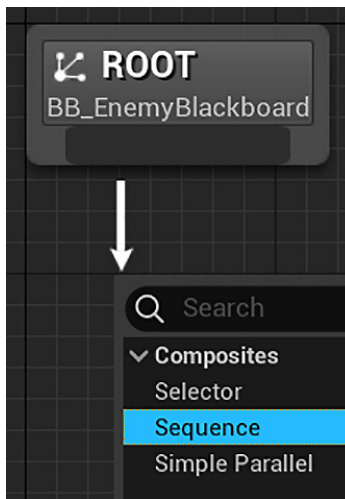 ROOT
BB_EnemyBlackboard
Search
Composites
Selector
Sequence
Simple Parallel